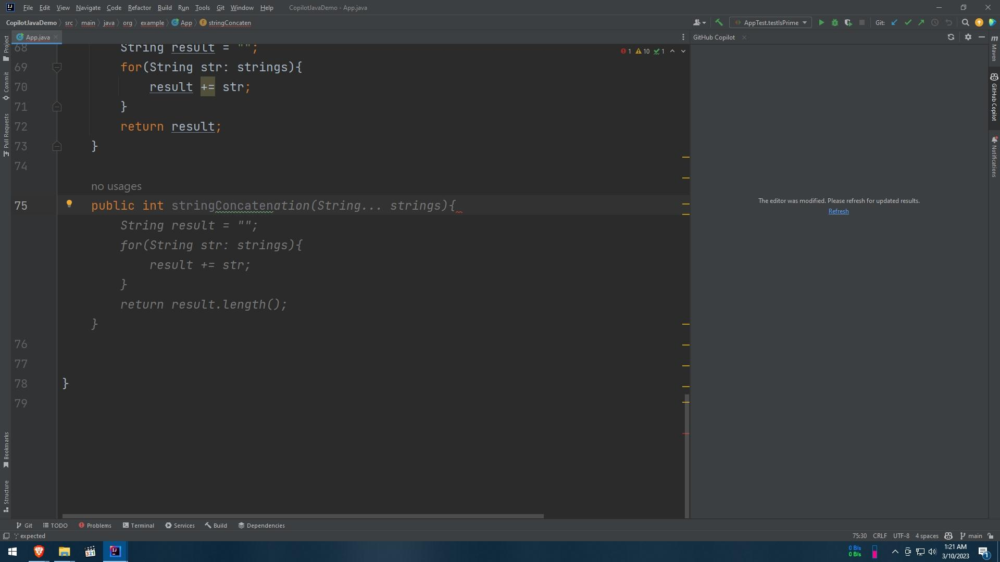 File Edit View Navigate Code Refactor Build Run Tools Git Window Help CopilotJavaDemo - App.java
CopilotJavaDemo src main java org example App stringConcaten AppTest.testIsPrime Git:
App.java GitHub Copilot
68 String result = "";
1 10 1
69 for(String str: strings){
70 result += str;
71 }
72 return result;
73 }
74
no usages
75 public int stringConcatenation(String... strings){
String result = "";
for(String str: strings){
result += str;
}
return result.length();
}
76
77
78 }
79
The editor was modified. Please refresh for updated results.
Refresh
Project
Commit
Pull Requests
Bookmarks
Structure
m
Maven
GitHub Copilot
Notifications
Git TODO Problems Terminal Services Build Dependencies
';' expected 75:30 CRLF UTF-8 4 spaces main
321 IJ
0 B/s
0 B/s
1:21 AM
3/10/2023
1